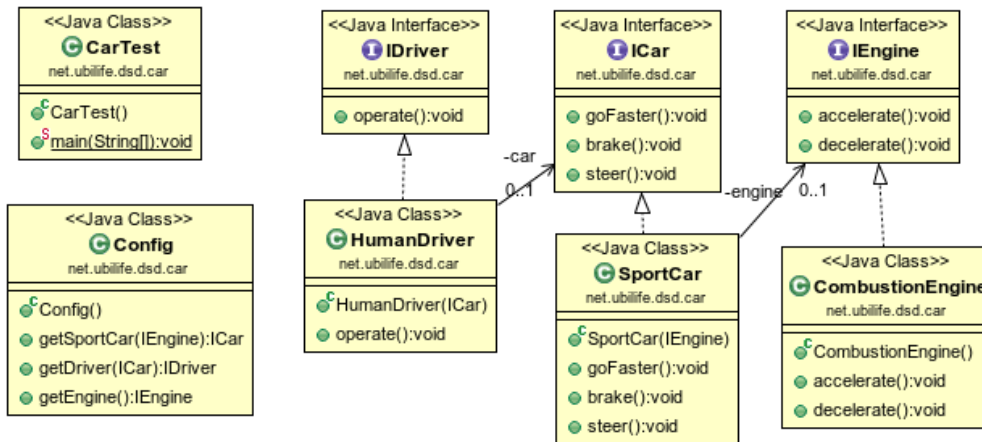 <<Java Class>>
CarTest
net.ubilife.dsd.car
CarTest()
main(String[]):void
<<Java Interface>>
IDriver
net.ubilife.dsd.car
operate():void
<<Java Interface>>
ICar
net.ubilife.dsd.car
goFaster():void
brake():void
steer():void
<<Java Interface>>
IEngine
net.ubilife.dsd.car
accelerate():void
decelerate():void
-car
0..1
-engine
0..1
<<Java Class>>
Config
net.ubilife.dsd.car
Config()
getSportCar(IEngine):ICar
getDriver(ICar):IDriver
getEngine():IEngine
<<Java Class>>
HumanDriver
net.ubilife.dsd.car
HumanDriver(ICar)
operate():void
<<Java Class>>
SportCar
net.ubilife.dsd.car
SportCar(IEngine)
goFaster():void
brake():void
steer():void
<<Java Class>>
CombustionEngine
net.ubilife.dsd.car
CombustionEngine()
accelerate():void
decelerate():void